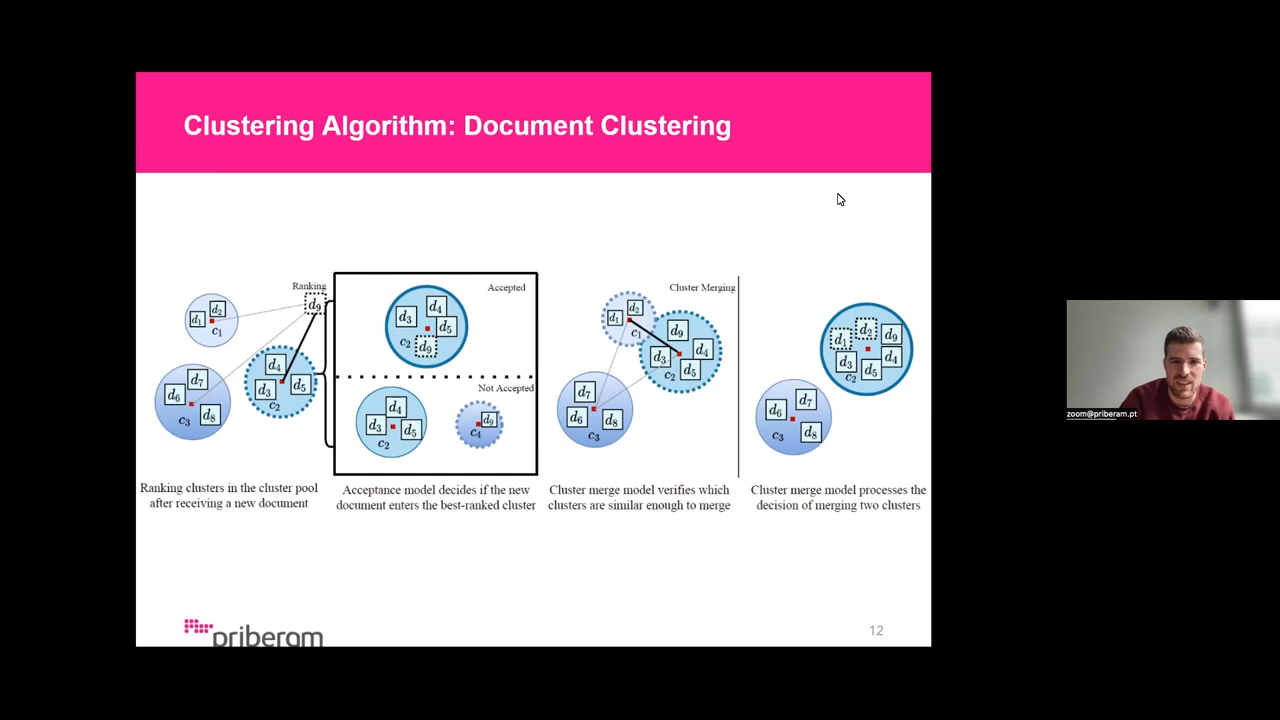 Clustering Algorithm: Document Clustering
Ranking
d9
d1
d2
c1
d4
d3
d5
c2
d7
d6
d8
c3
Accepted
d4
d3
d5
c2
d9
Not Accepted
d4
d3
d5
c2
d9
c4
Cluster Merging
d2
d1
c1
d9
d4
d3
d5
c2
d7
d6
d8
c3
d1
d2
d9
d3
d4
d5
c2
d7
d6
d8
c3
Ranking clusters in the cluster pool
after receiving a new document
Acceptance model decides if the new
document enters the best-ranked cluster
Cluster merge model verifies which
clusters are similar enough to merge
Cluster merge model processes the
decision of merging two clusters
priberam
12
zoom@priberam.pt